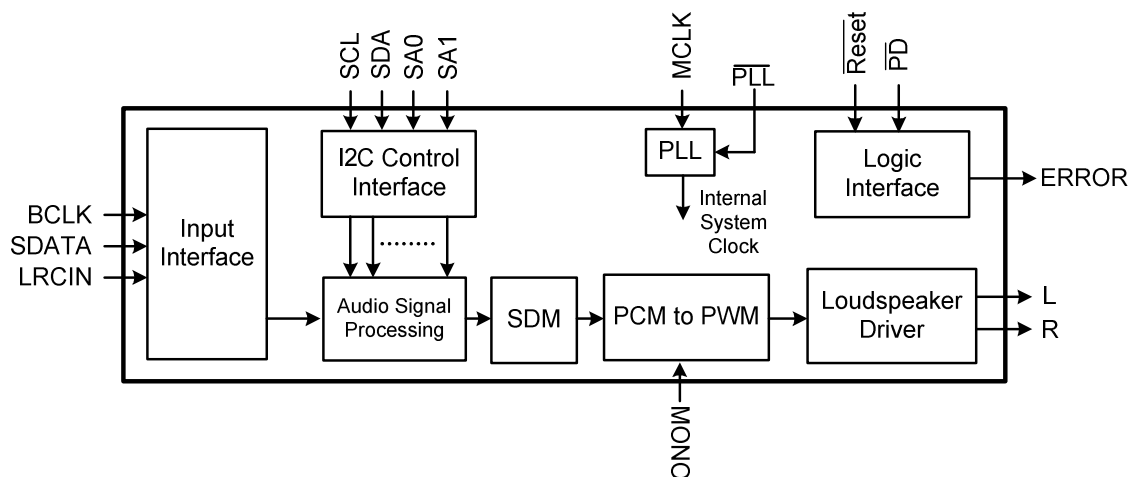 SCL
SDA
SA0
SA1
MCLK
PLL
Reset
PD
I2C Control
Interface
PLL
Logic
Interface
ERROR
Internal
System
Clock
BCLK
SDATA
LRCIN
Input
Interface
Audio Signal
Processing
SDM
PCM to PWM
Loudspeaker
Driver
L
R
MONO